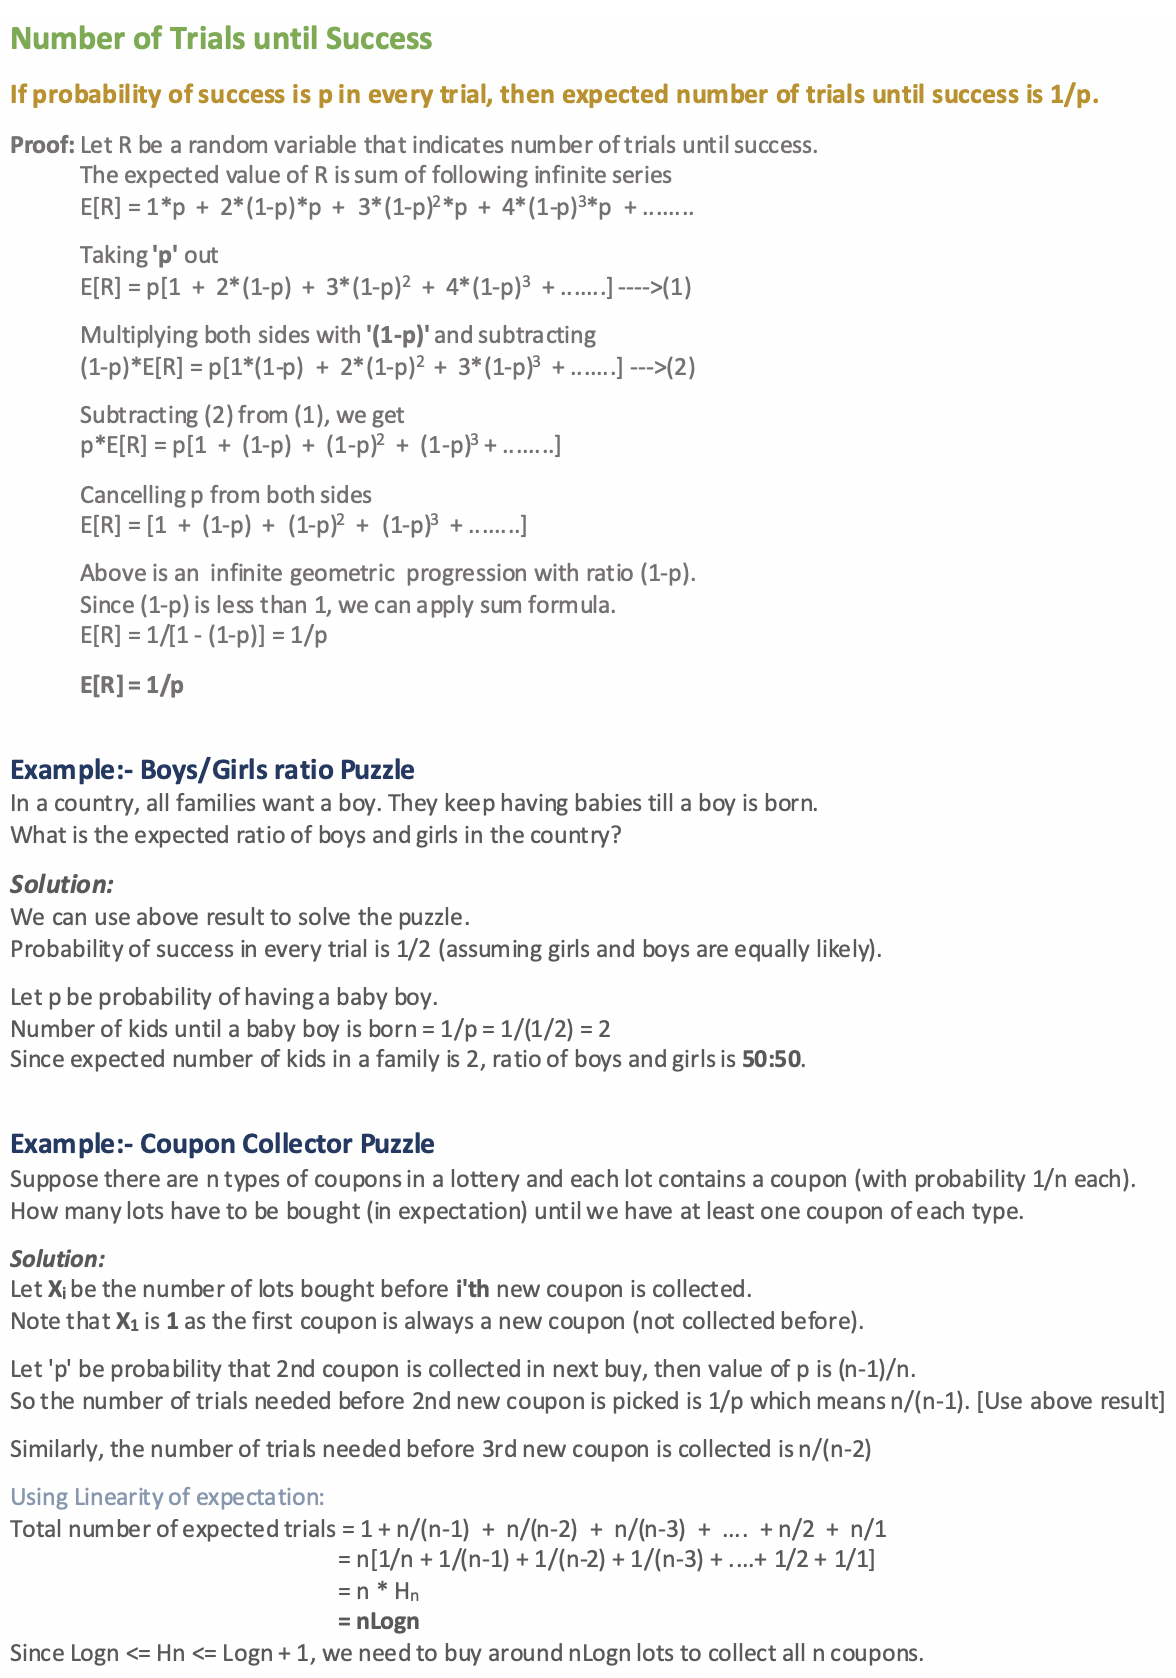 Number of Trials until Success
If probability of success is p in every trial, then expected number of trials until success is 1/p.
Proof: Let R be a random variable that indicates number of trials until success.
The expected value of R is sum of following infinite series
E[R] = 1*p + 2*(1-p)*p + 3*(1-p)²*p + 4*(1-p)³*p + ........
Taking 'p' out
E[R] = p[1 + 2*(1-p) + 3*(1-p)² + 4*(1-p)³ + .......] ---->(1)
Multiplying both sides with '(1-p)' and subtracting
(1-p)*E[R] = p[1*(1-p) + 2*(1-p)² + 3*(1-p)³ + .......] --->(2)
Subtracting (2) from (1), we get
p*E[R] = p[1 + (1-p) + (1-p)² + (1-p)³ + ........]
Cancelling p from both sides
E[R] = [1 + (1-p) + (1-p)² + (1-p)³ + ........]
Above is an infinite geometric progression with ratio (1-p).
Since (1-p) is less than 1, we can apply sum formula.
E[R] = 1/[1 - (1-p)] = 1/p
E[R] = 1/p
Example:- Boys/Girls ratio Puzzle
In a country, all families want a boy. They keep having babies till a boy is born.
What is the expected ratio of boys and girls in the country?
Solution:
We can use above result to solve the puzzle.
Probability of success in every trial is 1/2 (assuming girls and boys are equally likely).
Let p be probability of having a baby boy.
Number of kids until a baby boy is born = 1/p = 1/(1/2) = 2
Since expected number of kids in a family is 2, ratio of boys and girls is 50:50.
Example:- Coupon Collector Puzzle
Suppose there are n types of coupons in a lottery and each lot contains a coupon (with probability 1/n each).
How many lots have to be bought (in expectation) until we have at least one coupon of each type.
Solution:
Let Xᵢ be the number of lots bought before i'th new coupon is collected.
Note that X₁ is 1 as the first coupon is always a new coupon (not collected before).
Let 'p' be probability that 2nd coupon is collected in next buy, then value of p is (n-1)/n.
So the number of trials needed before 2nd new coupon is picked is 1/p which means n/(n-1). [Use above result]
Similarly, the number of trials needed before 3rd new coupon is collected is n/(n-2)
Using Linearity of expectation:
Total number of expected trials = 1 + n/(n-1) + n/(n-2) + n/(n-3) + .... + n/2 + n/1
= n[1/n + 1/(n-1) + 1/(n-2) + 1/(n-3) + ....+ 1/2 + 1/1]
= n * Hₙ
= nLogn
Since Logn <= Hn <= Logn + 1, we need to buy around nLogn lots to collect all n coupons.